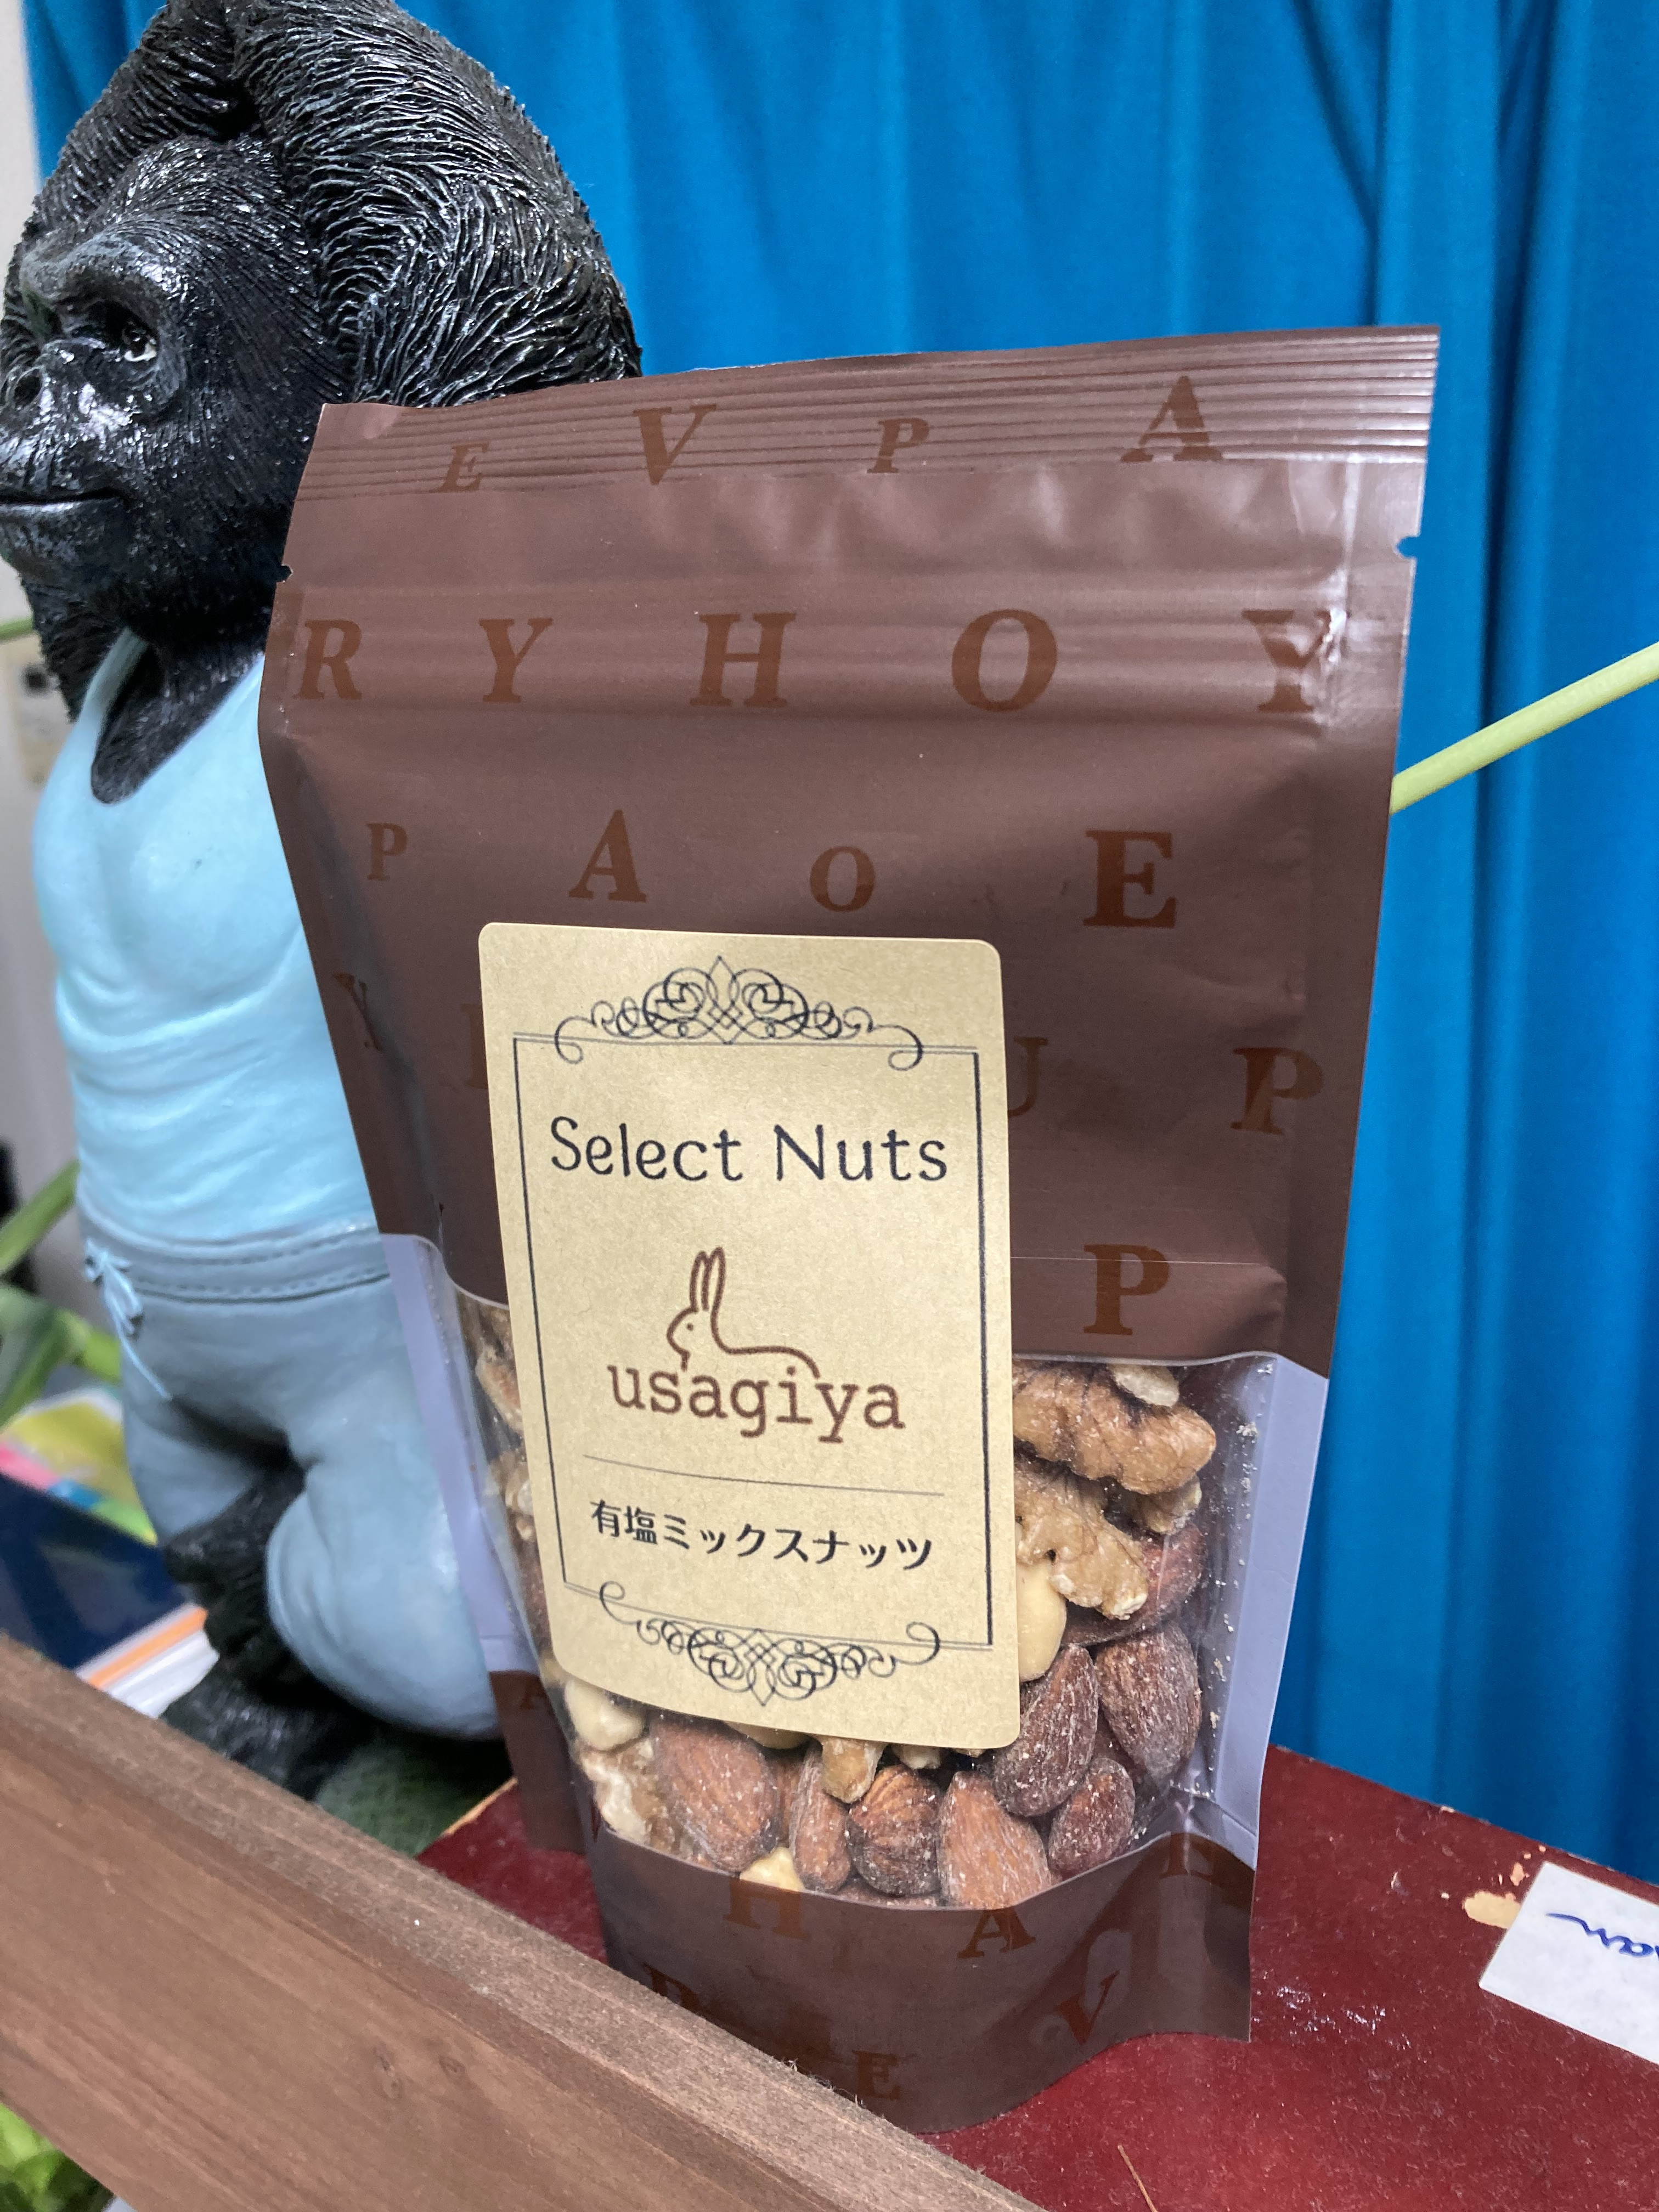 E V P A
R Y H O Y
P A O E
Y U P
Select Nuts
P
usagiya
有塩ミックスナッツ
H A H
V
E